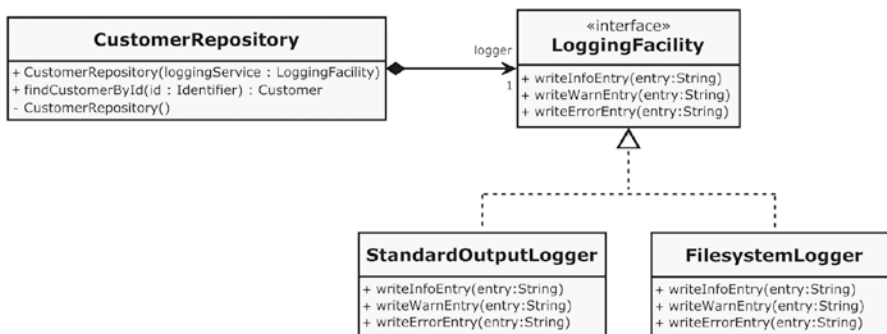 CustomerRepository
+ CustomerRepository(loggingService : LoggingFacility)
+ findCustomerById(id : Identifier) : Customer
- CustomerRepository()
logger
1
«interface»
LoggingFacility
+ writeInfoEntry(entry:String)
+ writeWarnEntry(entry:String)
+ writeErrorEntry(entry:String)
StandardOutputLogger
+ writeInfoEntry(entry:String)
+ writeWarnEntry(entry:String)
+ writeErrorEntry(entry:String)
FilesystemLogger
+ writeInfoEntry(entry:String)
+ writeWarnEntry(entry:String)
+ writeErrorEntry(entry:String)